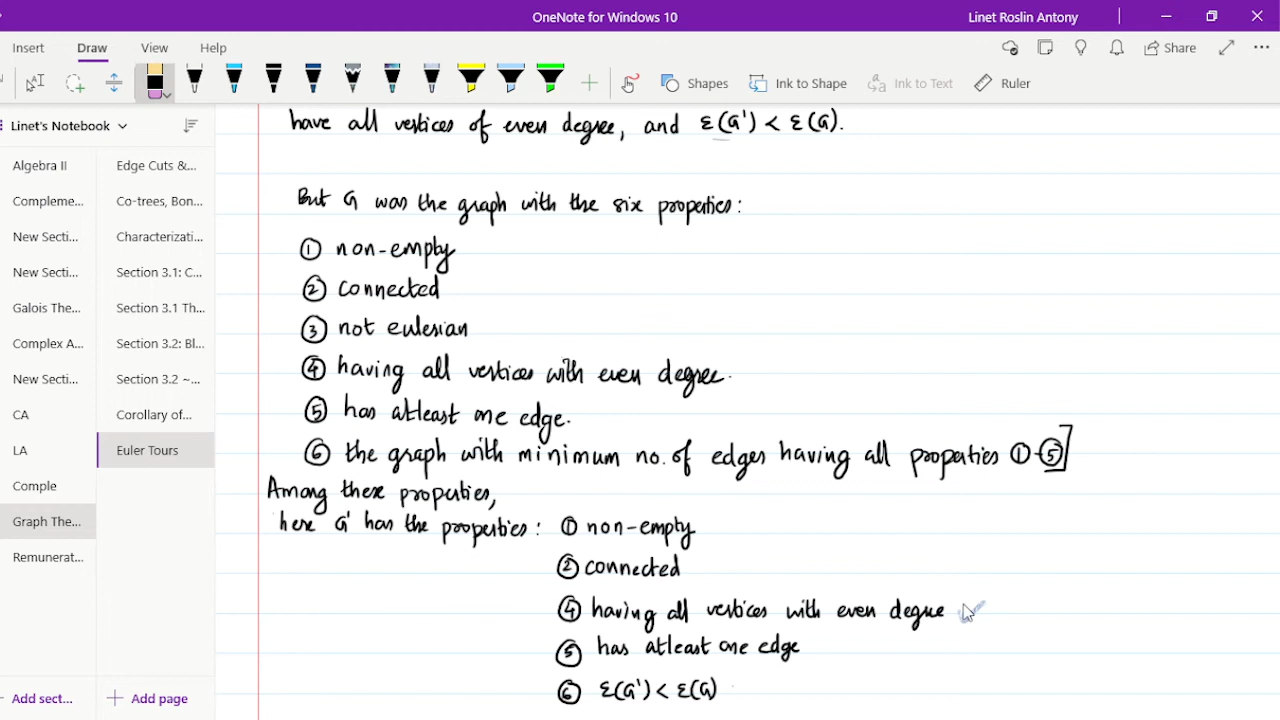 OneNote for Windows 10
Linet Roslin Antony
Insert Draw View Help
Share
Shapes Ink to Shape Ink to Text Ruler
Linet's Notebook
Algebra II
Compleme...
New Secti...
New Secti...
Galois The...
Complex A...
New Secti...
CA
LA
Comple
Graph The...
Remunerat...
Add sect...
Edge Cuts &...
Co-trees, Bon...
Characterizati...
Section 3.1: C...
Section 3.1 Th...
Section 3.2: Bl...
Section 3.2 ~...
Corollary of...
Euler Tours
Add page
have all vertices of even degree, and ε(G') < ε(G).
But G was the graph with the six properties:
① non-empty
② connected
③ not eulerian
④ having all vertices with even degree.
⑤ has atleast one edge.
⑥ the graph with minimum no. of edges having all properties ①-⑤]
Among these properties,
here G' has the properties: ① non-empty
② connected
④ having all vertices with even degree
⑤ has atleast one edge
⑥ ε(G') < ε(G)